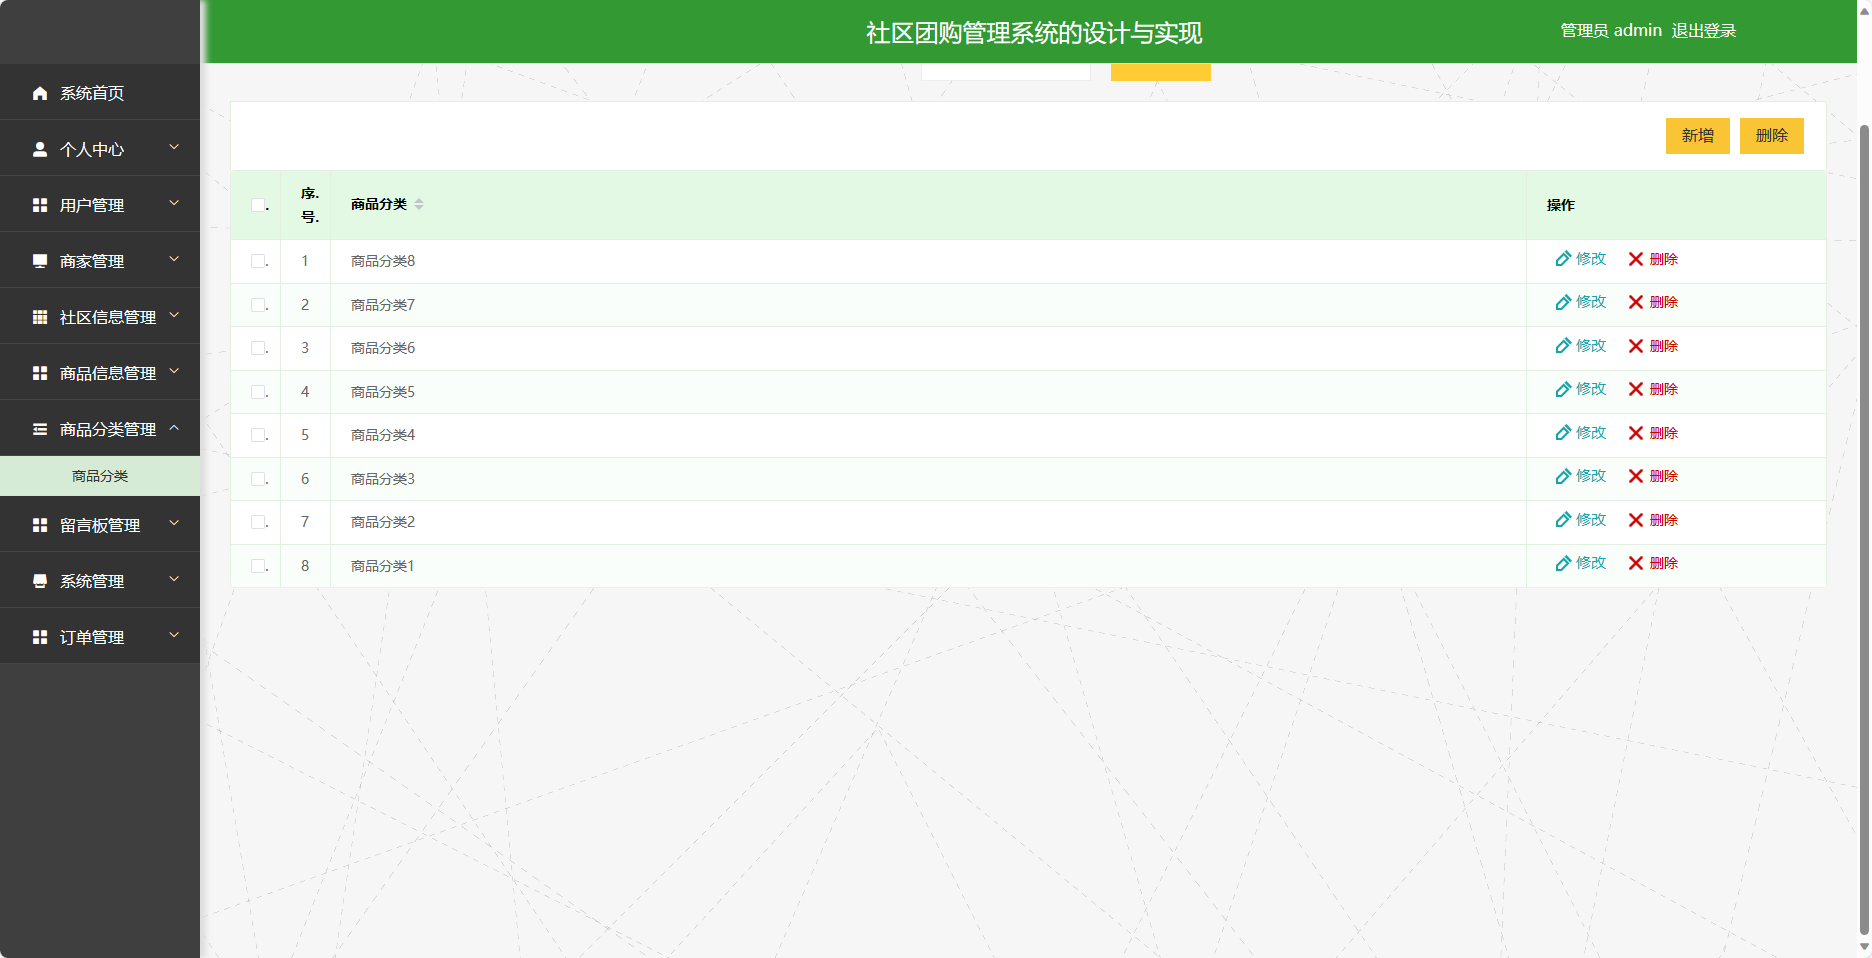 社区团购管理系统的设计与实现
管理员 admin 退出登录
系统首页
个人中心
用户管理
商家管理
社区信息管理
商品信息管理
商品分类管理
商品分类
留言板管理
系统管理
订单管理
新增 删除
序号 商品分类 操作
1 商品分类8 修改 删除
2 商品分类7 修改 删除
3 商品分类6 修改 删除
4 商品分类5 修改 删除
5 商品分类4 修改 删除
6 商品分类3 修改 删除
7 商品分类2 修改 删除
8 商品分类1 修改 删除